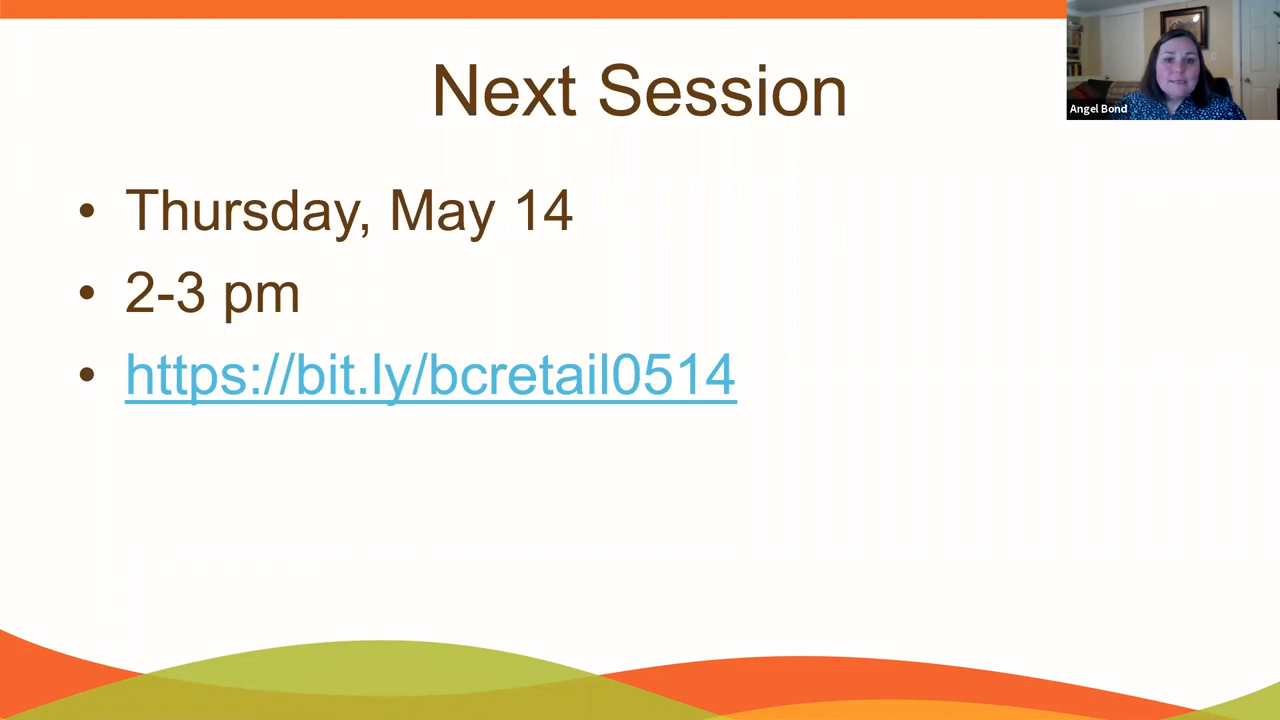 Next Session
Angel Bond
• Thursday, May 14
• 2-3 pm
• https://bit.ly/bcretail0514